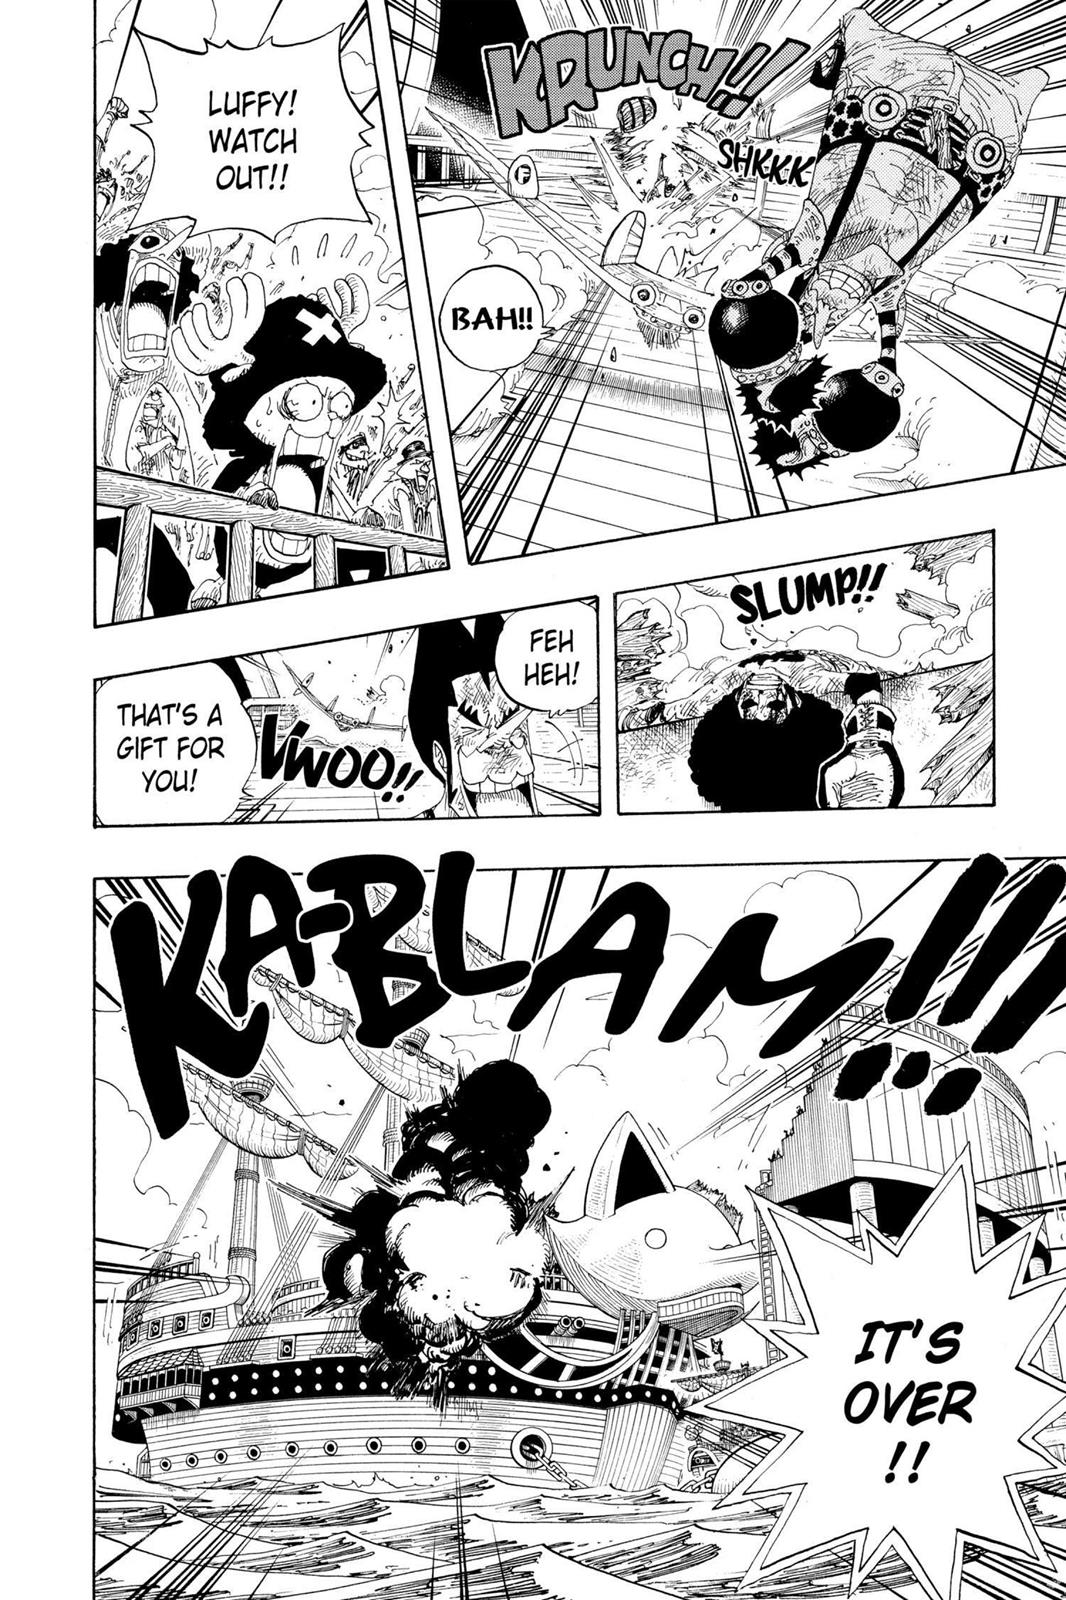 KRUNCH!!
SHKKK
BAH!!
LUFFY!
WATCH
OUT!!
SLUMP!!
FEH
HEH!
VWOO!!
THAT'S A
GIFT FOR
YOU!
KA-BLAM!!!
IT'S
OVER
!!